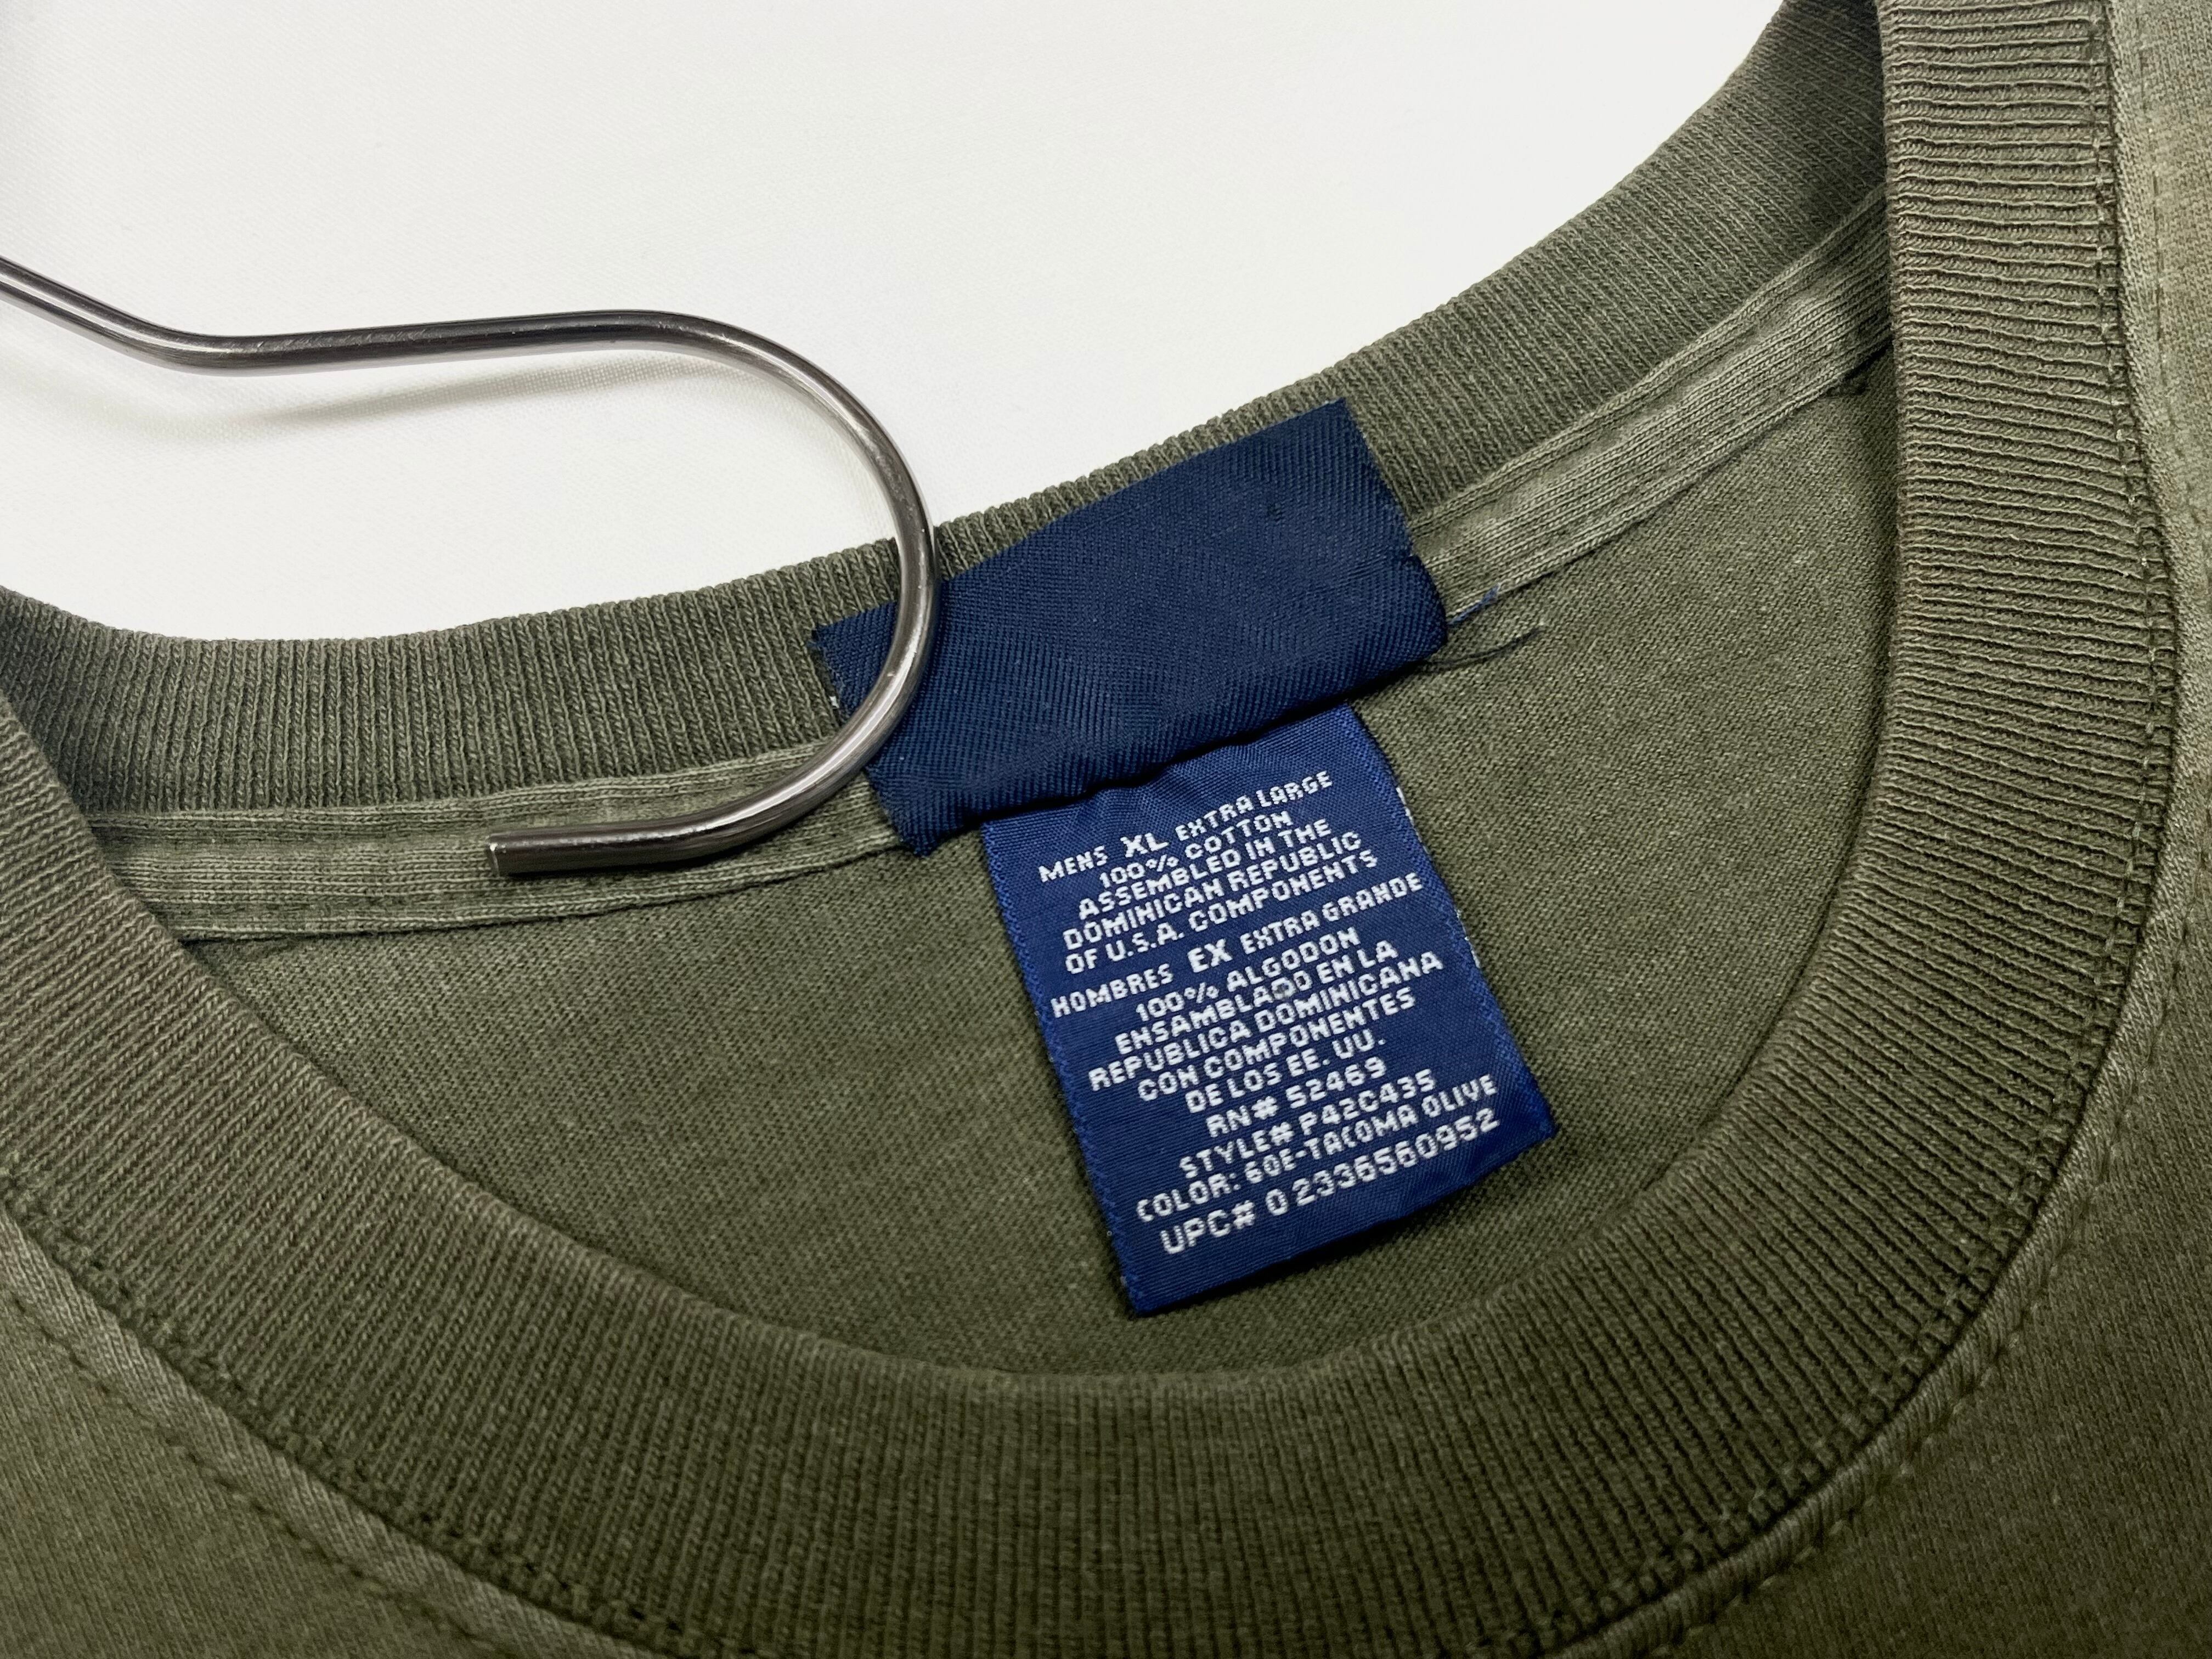 MENS XL EXTRA LARGE
100% COTTON
ASSEMBLED IN THE
DOMINICAN REPUBLIC
OF U.S.A. COMPONENTS
HOMBRES EX EXTRA GRANDE
100% ALGODON
ENSAMBLADO EN LA
REPUBLICA DOMINICANA
CON COMPONENTES
DE LOS EE. UU.
RN# 52469
STYLE# P42C435
COLOR: 60E-TACOMA OLIVE
UPC# 0 2336560952